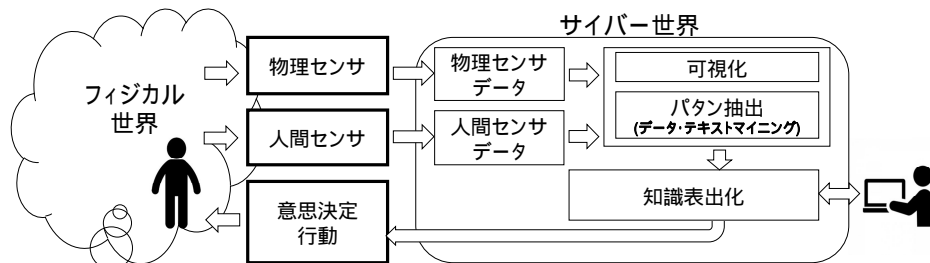 サイバー世界
フィジカル
世界
物理センサ
物理センサ
データ
可視化
パタン抽出
(データ・テキストマイニング)
人間センサ
人間センサ
データ
意思決定
行動
知識表出化